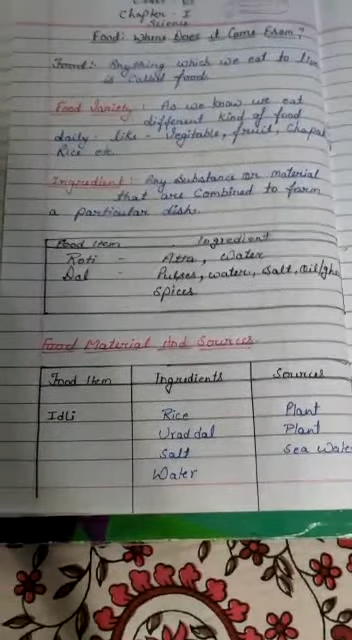 Chapter - I
Science
Food: Where Does it Come From?
Food:- Anything which we eat to live
is called food.
Food Variety: As we know we eat
different kind of food
daily - like - Vegitable, fruit, Chapati
Rice etc.
Ingredient: Any Substance or material
that are Combined to form
a particular dish.
Food Item Ingredient
Roti - Atta, water
Dal - Pulses, water, Salt, Oil/ghe
Spices
Food Material And Sources
Food Item Ingredients Sources
Idli Rice Plant
Urad dal Plant
Salt Sea Wate
Water